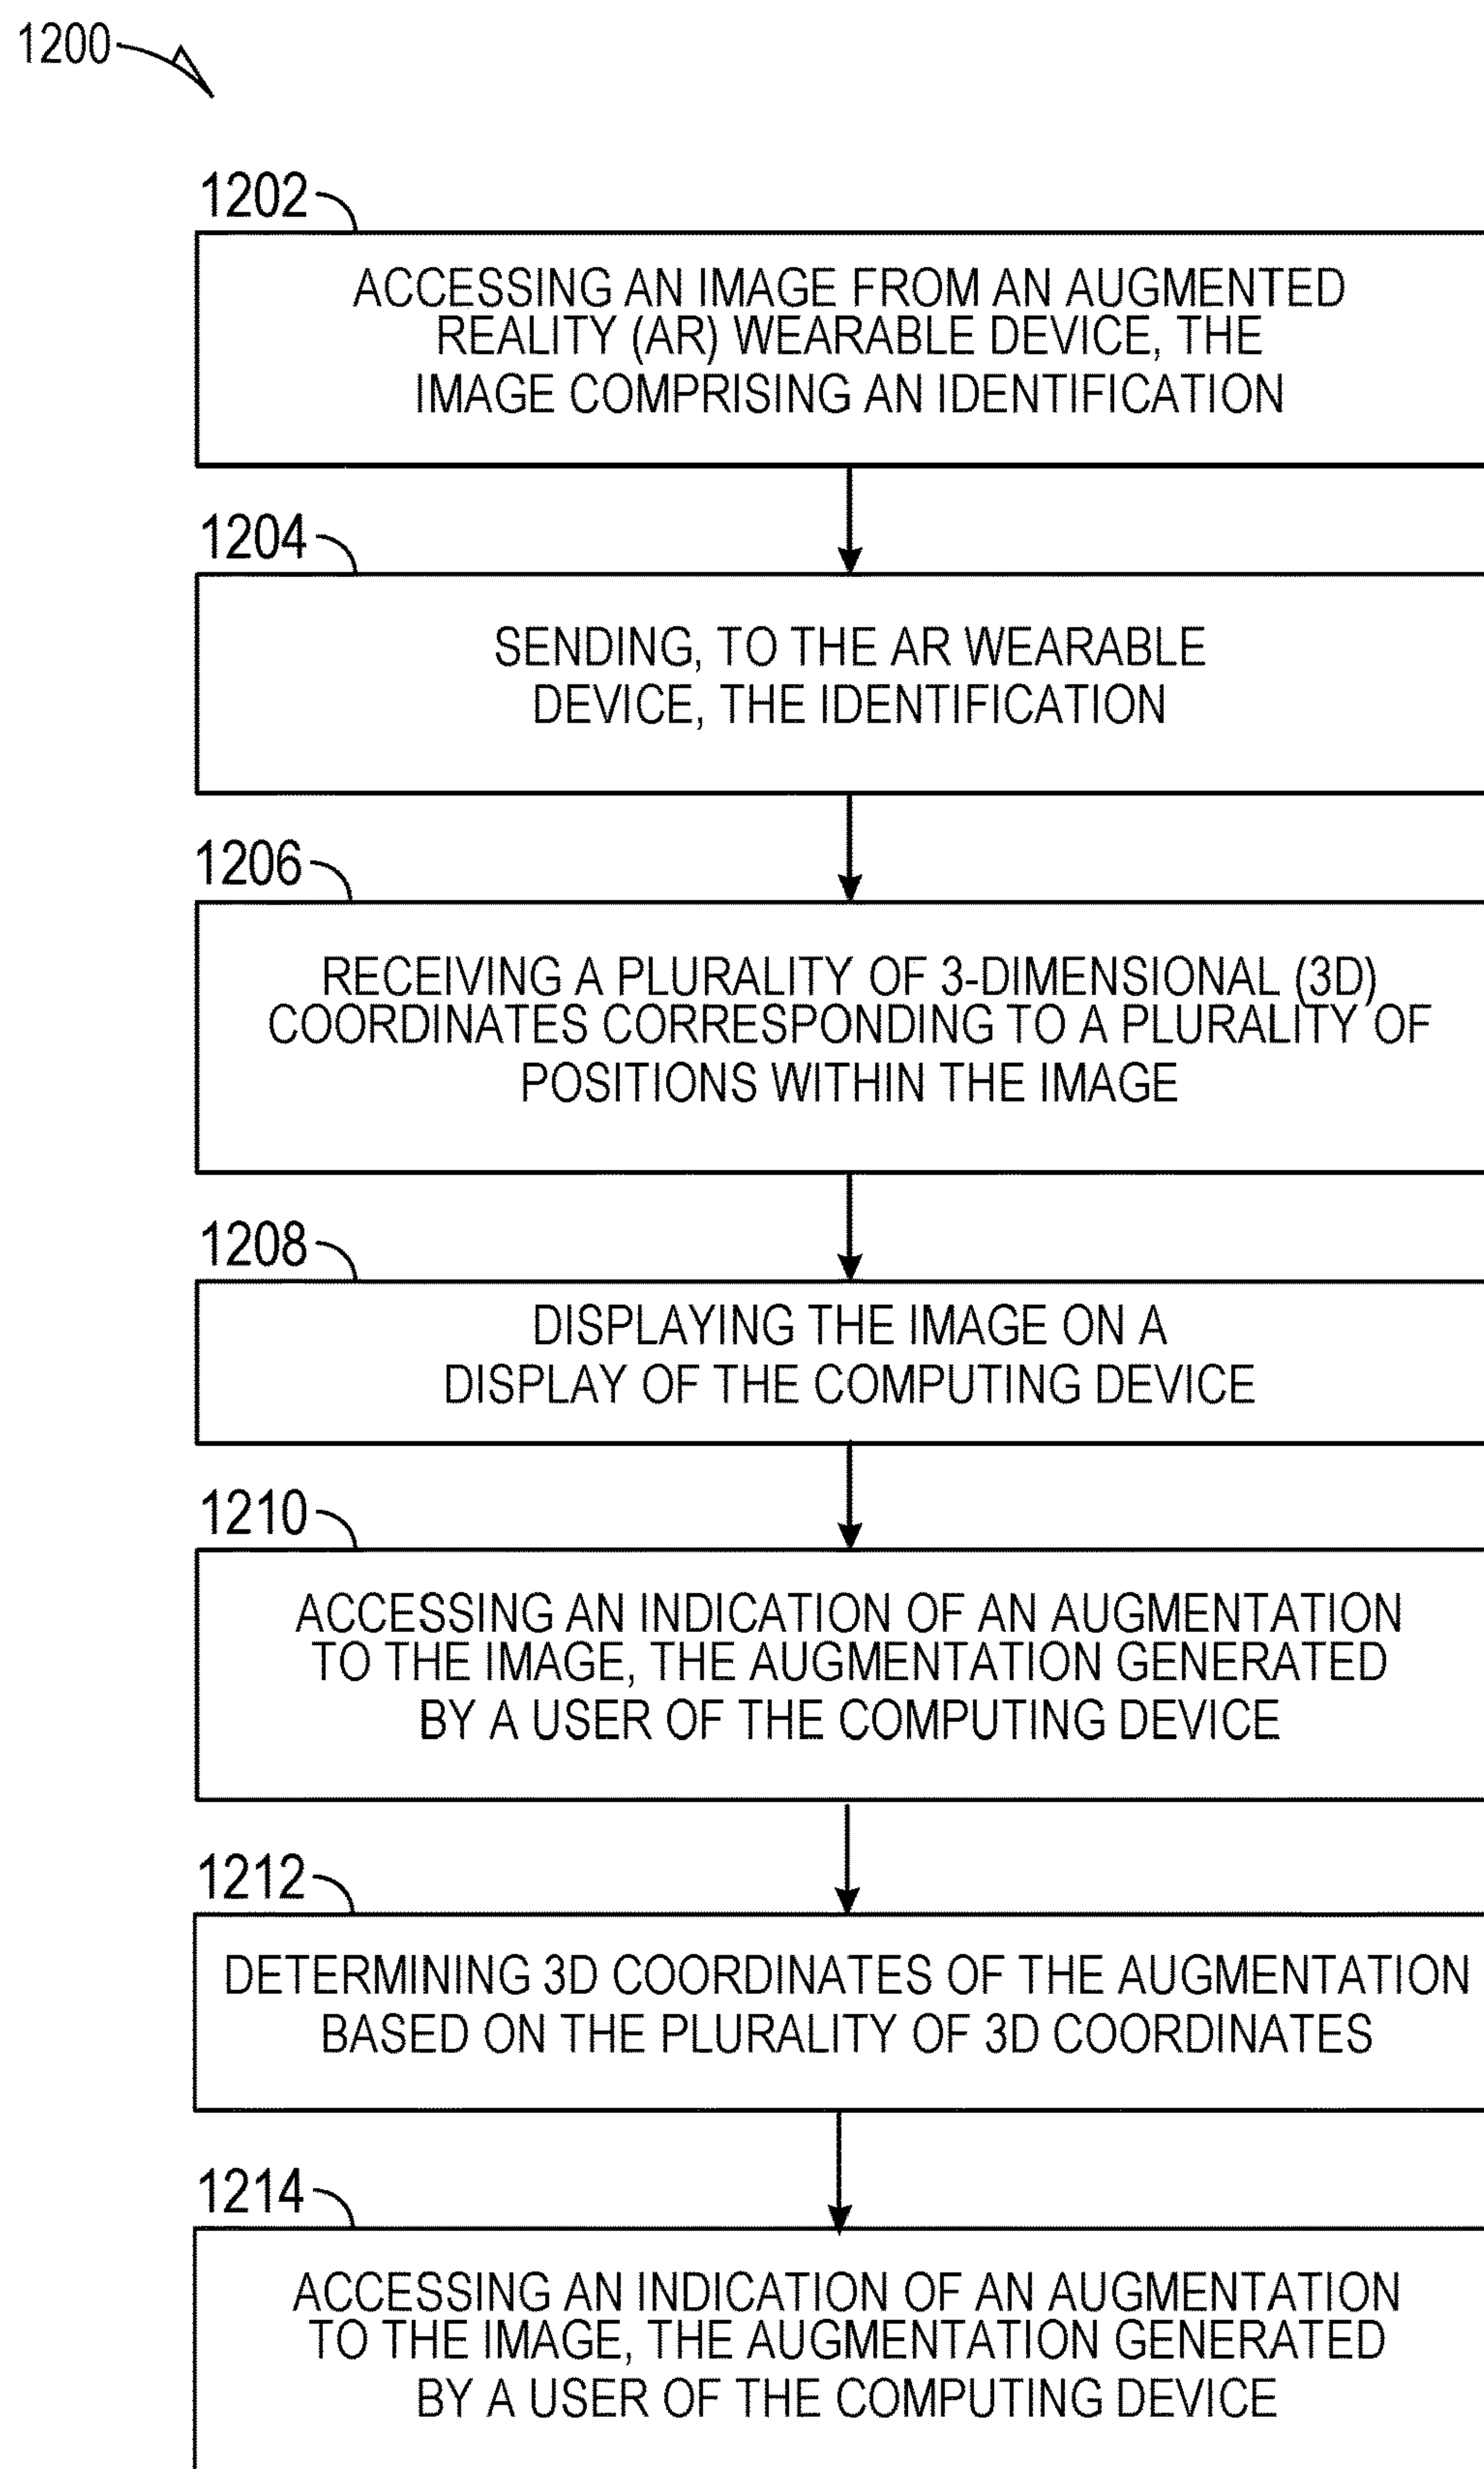 1200
1202
ACCESSING AN IMAGE FROM AN AUGMENTED
REALITY (AR) WEARABLE DEVICE, THE
IMAGE COMPRISING AN IDENTIFICATION
1204
SENDING, TO THE AR WEARABLE
DEVICE, THE IDENTIFICATION
1206
RECEIVING A PLURALITY OF 3-DIMENSIONAL (3D)
COORDINATES CORRESPONDING TO A PLURALITY OF
POSITIONS WITHIN THE IMAGE
1208
DISPLAYING THE IMAGE ON A
DISPLAY OF THE COMPUTING DEVICE
1210
ACCESSING AN INDICATION OF AN AUGMENTATION
TO THE IMAGE, THE AUGMENTATION GENERATED
BY A USER OF THE COMPUTING DEVICE
1212
DETERMINING 3D COORDINATES OF THE AUGMENTATION
BASED ON THE PLURALITY OF 3D COORDINATES
1214
ACCESSING AN INDICATION OF AN AUGMENTATION
TO THE IMAGE, THE AUGMENTATION GENERATED
BY A USER OF THE COMPUTING DEVICE